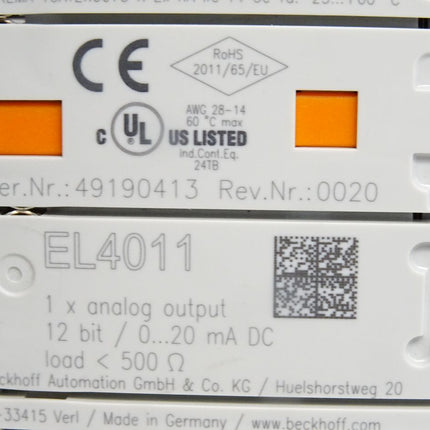 CE
RoHS
2011/65/EU
AWG 28-14
60 °C max
c UL ® US LISTED
Ind.Cont.Eq.
24TB
er.Nr.: 49190413 Rev.Nr.: 0020
EL4011
1 x analog output
12 bit / 0...20 mA DC
load < 500 Ω
eckhoff Automation GmbH & Co. KG / Huelshorstweg 20
-33415 Verl / Made in Germany / www.beckhoff.com